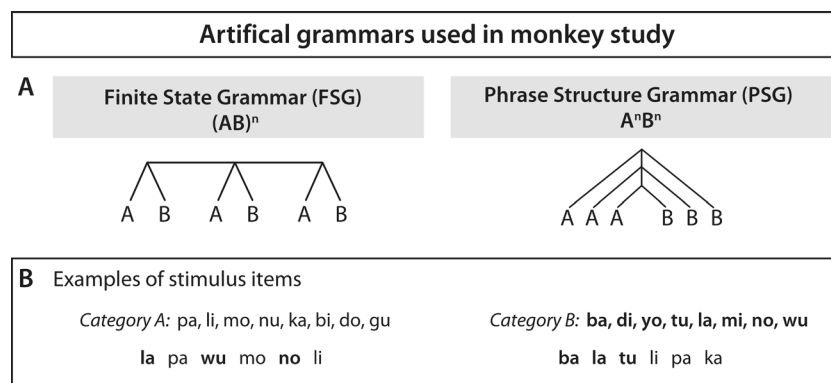 Artifical grammars used in monkey study
A
Finite State Grammar (FSG)
(AB)ⁿ
A B A B A B
Phrase Structure Grammar (PSG)
AⁿBⁿ
A A A B B B
B Examples of stimulus items
Category A: pa, li, mo, nu, ka, bi, do, gu
la pa wu mo no li
Category B: ba, di, yo, tu, la, mi, no, wu
ba la tu li pa ka